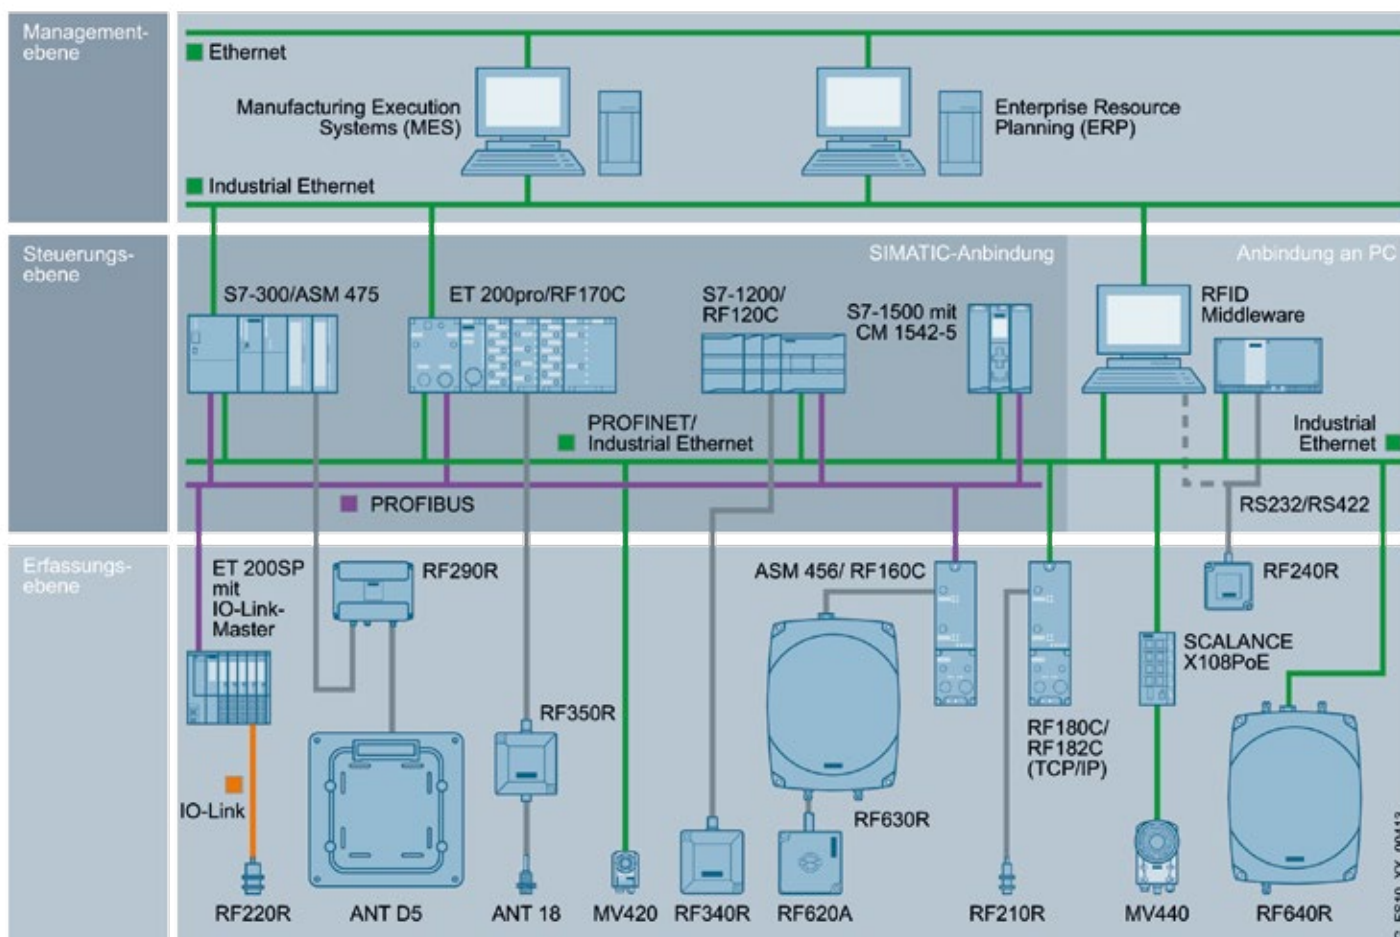 Management-
ebene
Ethernet
Manufacturing Execution
Systems (MES)
Enterprise Resource
Planning (ERP)
Industrial Ethernet
Steuerungs-
ebene
SIMATIC-Anbindung
Anbindung an PC
S7-300/ASM 475
ET 200pro/RF170C
S7-1200/
RF120C
S7-1500 mit
CM 1542-5
RFID
Middleware
PROFINET/
Industrial Ethernet
Industrial
Ethernet
PROFIBUS
RS232/RS422
Erfassungs-
ebene
ET 200SP
mit
IO-Link-
Master
RF290R
ASM 456/ RF160C
RF240R
SCALANCE
X108PoE
RF350R
RF180C/
RF182C
(TCP/IP)
IO-Link
RF630R
RF220R
ANT D5
ANT 18
MV420
RF340R
RF620A
RF210R
MV440
RF640R